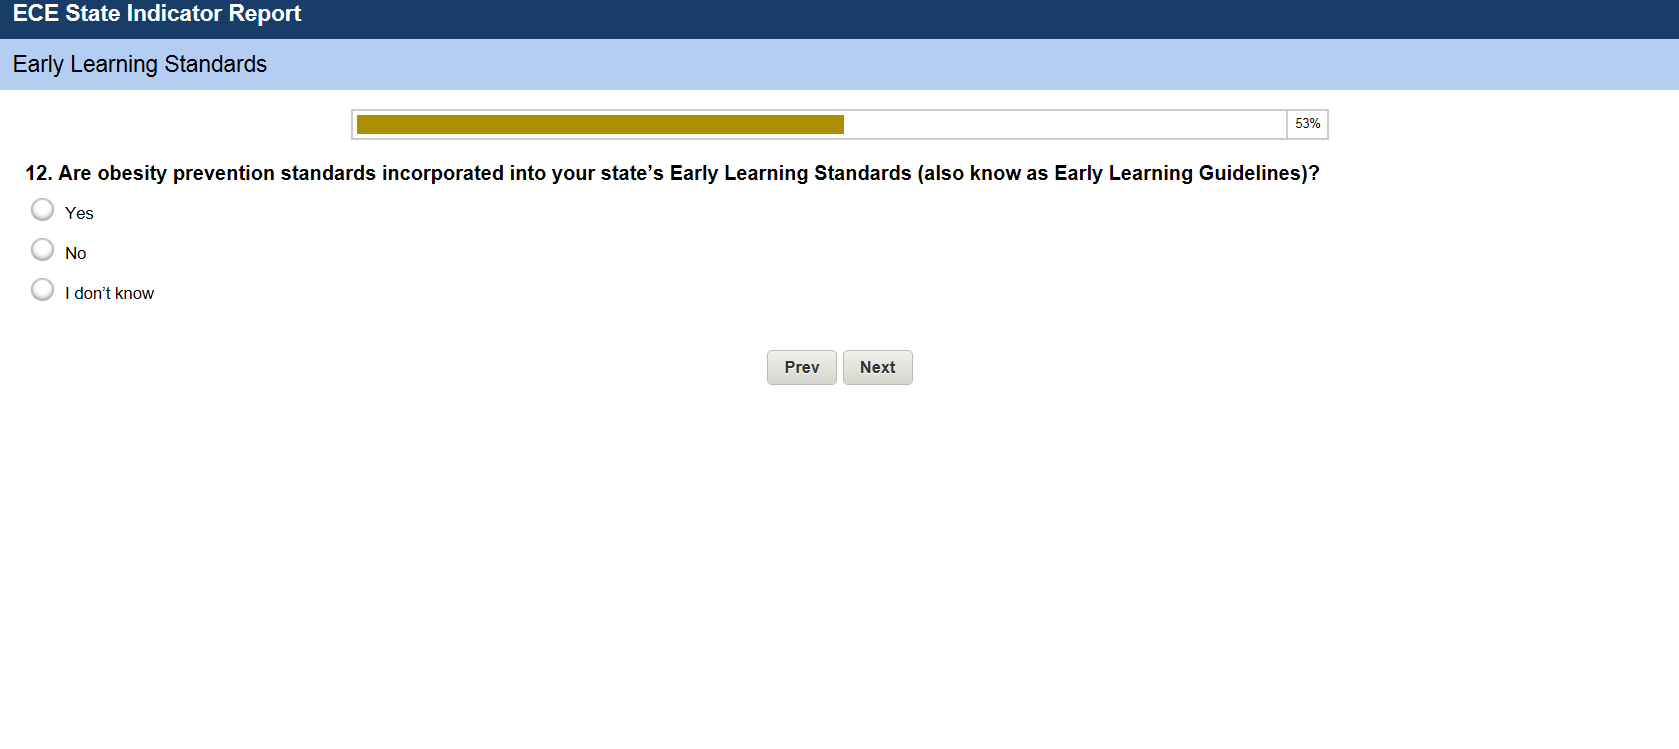 ECE State Indicator Report
Early Learning Standards
53%
12. Are obesity prevention standards incorporated into your state’s Early Learning Standards (also know as Early Learning Guidelines)?
Yes
No
I don’t know
Prev Next